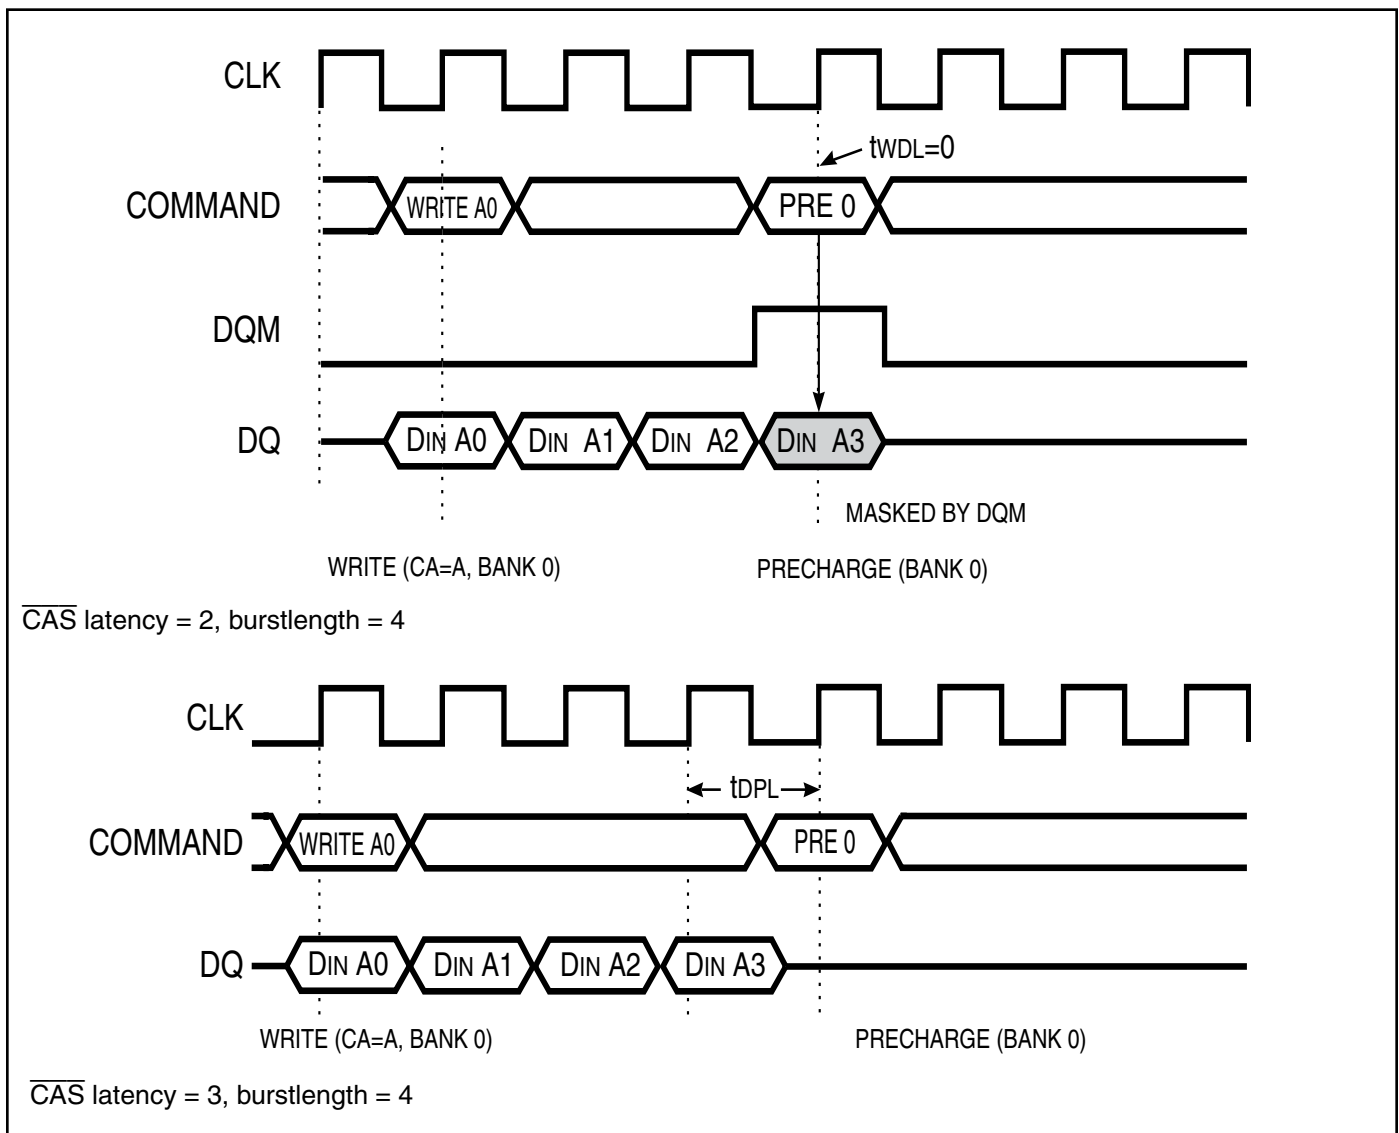 CLK
tWDL=0
COMMAND WRITE A0 PRE 0
DQM
DQ DIN A0 DIN A1 DIN A2 DIN A3
MASKED BY DQM
WRITE (CA=A, BANK 0) PRECHARGE (BANK 0)
CAS latency = 2, burstlength = 4
CLK
tDPL
COMMAND WRITE A0 PRE 0
DQ DIN A0 DIN A1 DIN A2 DIN A3
WRITE (CA=A, BANK 0) PRECHARGE (BANK 0)
CAS latency = 3, burstlength = 4